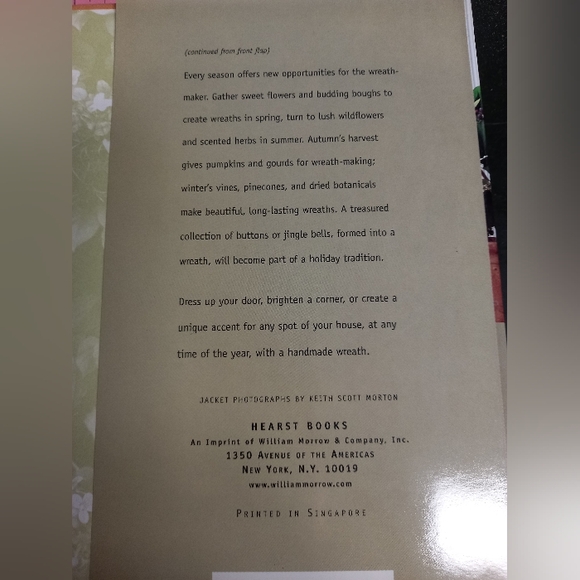 (continued from front flap)
Every season offers new opportunities for the wreath-
maker. Gather sweet flowers and budding boughs to
create wreaths in spring, turn to lush wildflowers
and scented herbs in summer. Autumn's harvest
gives pumpkins and gourds for wreath-making;
winter's vines, pinecones, and dried botanicals
make beautiful, long-lasting wreaths. A treasured
collection of buttons or jingle bells, formed into a
wreath, will become part of a holiday tradition.
Dress up your door, brighten a corner, or create a
unique accent for any spot of your house, at any
time of the year, with a handmade wreath.
JACKET PHOTOGRAPHS BY KEITH SCOTT MORTON
HEARST BOOKS
An Imprint of William Morrow & Company, Inc.
1350 AVENUE OF THE AMERICAS
NEW YORK, N.Y. 10019
www.williammorrow.com
PRINTED IN SINGAPORE